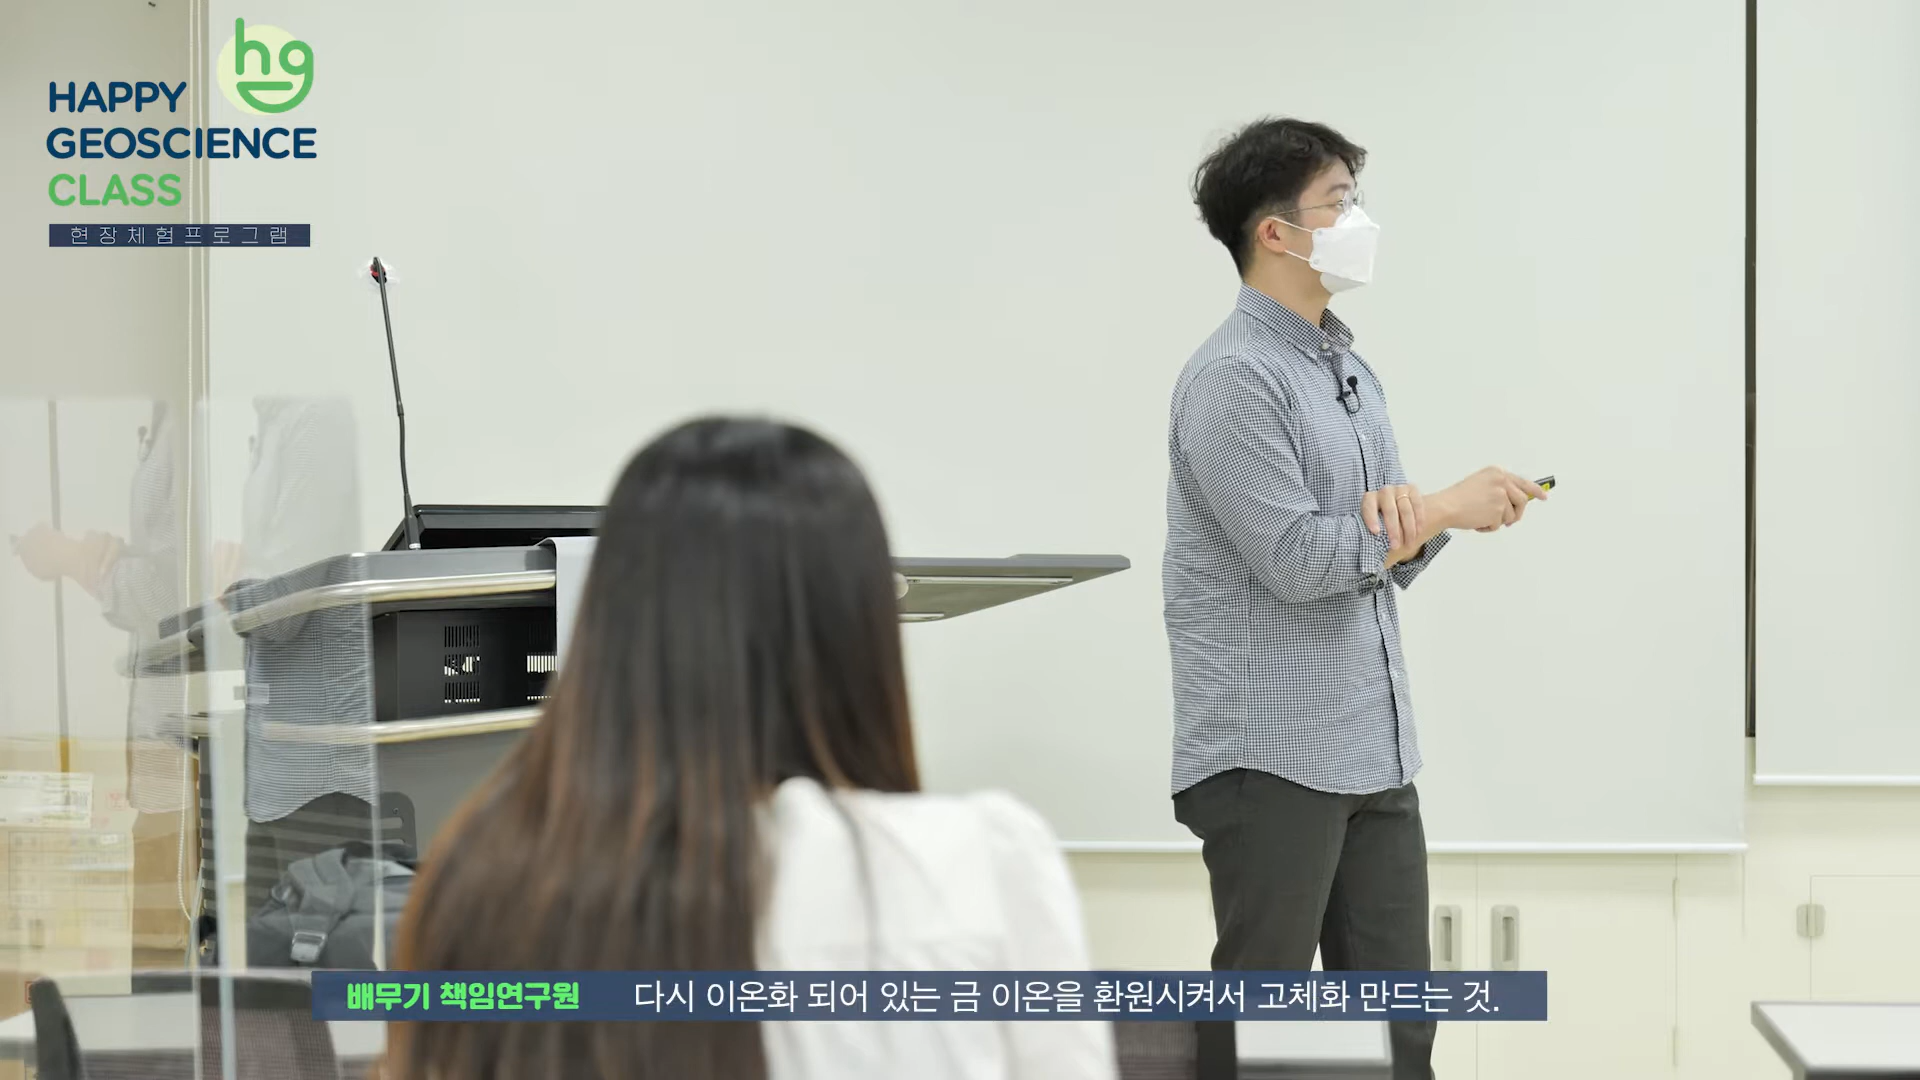 hg
HAPPY
GEOSCIENCE
CLASS
현장체험프로그램
배무기 책임연구원 다시 이온화 되어 있는 금 이온을 환원시켜서 고체화 만드는 것.